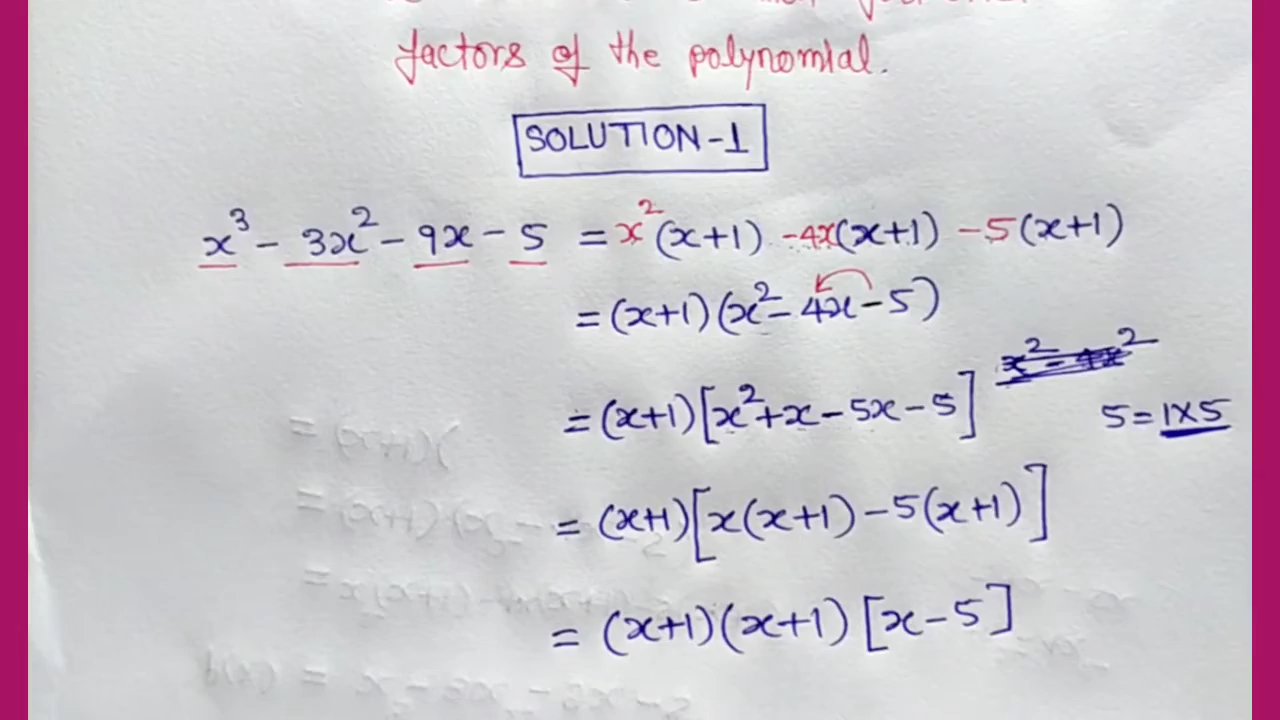 factors of the polynomial.
SOLUTION-1
x³ - 3x² - 9x - 5 = x²(x+1) -4x(x+1) -5(x+1)
= (x+1)(x² - 4x - 5)
= (x+1)[x²+x-5x-5]
5 = 1×5
= (x+1)[x(x+1)-5(x+1)]
= (x+1)(x+1)[x-5]